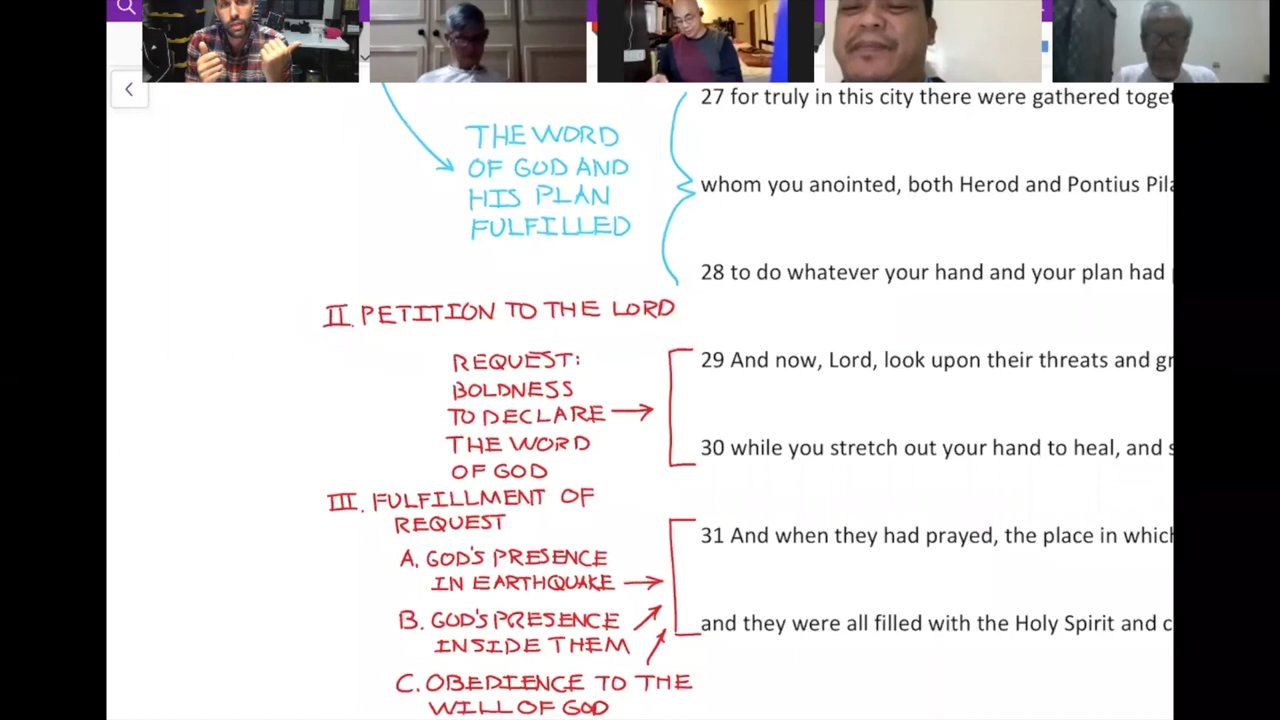 27 for truly in this city there were gathered toget
THE WORD
OF GOD AND
HIS PLAN
FULFILLED
whom you anointed, both Herod and Pontius Pila
28 to do whatever your hand and your plan had
II. PETITION TO THE LORD
REQUEST:
BOLDNESS
TO DECLARE
THE WORD
OF GOD
29 And now, Lord, look upon their threats and gr
30 while you stretch out your hand to heal, and s
III. FULFILLMENT OF
REQUEST
A. GOD'S PRESENCE
IN EARTHQUAKE
B. GOD'S PRESENCE
INSIDE THEM
C. OBEDIENCE TO THE
WILL OF GOD
31 And when they had prayed, the place in which
and they were all filled with the Holy Spirit and c